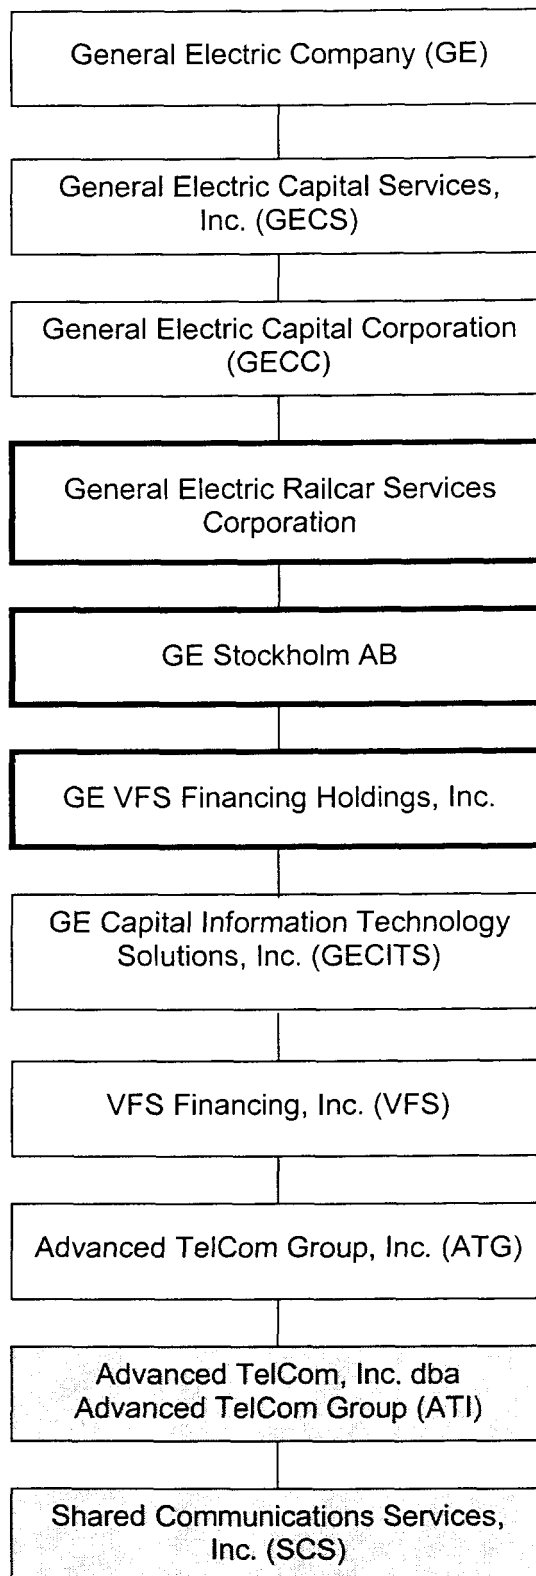 General Electric Company (GE)
General Electric Capital Services,
Inc. (GECS)
General Electric Capital Corporation
(GECC)
General Electric Railcar Services
Corporation
GE Stockholm AB
GE VFS Financing Holdings, Inc.
GE Capital Information Technology
Solutions, Inc. (GECITS)
VFS Financing, Inc. (VFS)
Advanced TelCom Group, Inc. (ATG)
Advanced TelCom, Inc. dba
Advanced TelCom Group (ATI)
Shared Communications Services,
Inc. (SCS)